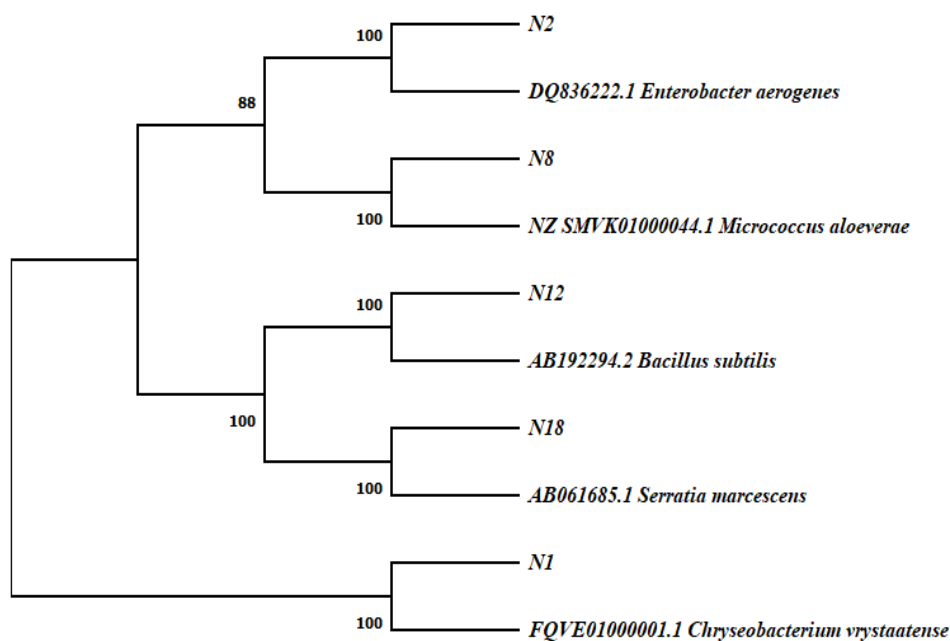 N2
100
DQ836222.1 Enterobacter aerogenes
88
N8
100
NZ SMVK01000044.1 Micrococcus aloeverae
N12
100
AB192294.2 Bacillus subtilis
100
N18
100
AB061685.1 Serratia marcescens
N1
100
FQVE01000001.1 Chryseobacterium vrystaatense